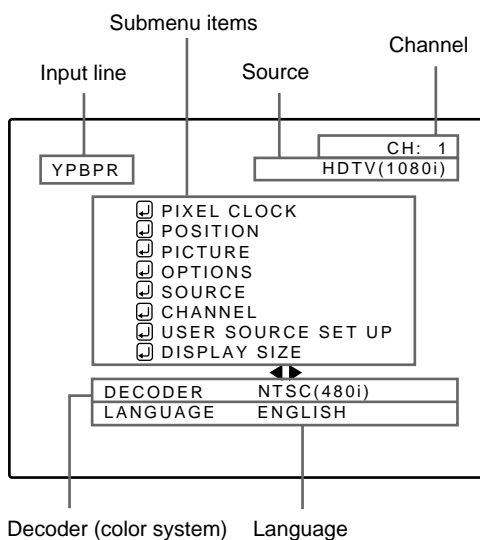 Submenu items
Channel
Input line
Source
CH: 1
YPBPR
HDTV(1080i)
PIXEL CLOCK
POSITION
PICTURE
OPTIONS
SOURCE
CHANNEL
USER SOURCE SET UP
DISPLAY SIZE
DECODER NTSC(480i)
LANGUAGE ENGLISH
Decoder (color system) Language